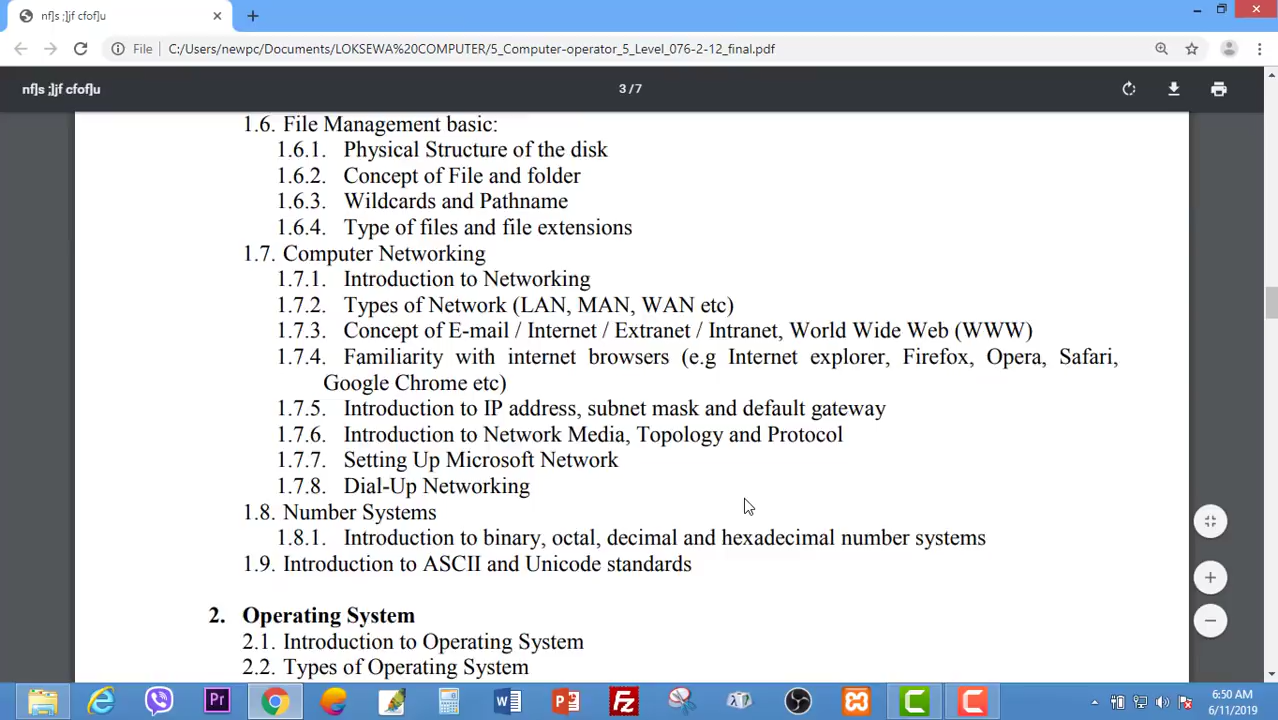 nf]s ;]jf cfof]u
File
C:/Users/newpc/Documents/LOKSEWA%20COMPUTER/5_Computer-operator_5_Level_076-2-12_final.pdf
nf]s ;]jf cfof]u
3 / 7
1.6. File Management basic:
1.6.1. Physical Structure of the disk
1.6.2. Concept of File and folder
1.6.3. Wildcards and Pathname
1.6.4. Type of files and file extensions
1.7. Computer Networking
1.7.1. Introduction to Networking
1.7.2. Types of Network (LAN, MAN, WAN etc)
1.7.3. Concept of E-mail / Internet / Extranet / Intranet, World Wide Web (WWW)
1.7.4. Familiarity with internet browsers (e.g Internet explorer, Firefox, Opera, Safari,
Google Chrome etc)
1.7.5. Introduction to IP address, subnet mask and default gateway
1.7.6. Introduction to Network Media, Topology and Protocol
1.7.7. Setting Up Microsoft Network
1.7.8. Dial-Up Networking
1.8. Number Systems
1.8.1. Introduction to binary, octal, decimal and hexadecimal number systems
1.9. Introduction to ASCII and Unicode standards
2. Operating System
2.1. Introduction to Operating System
2.2. Types of Operating System
Pr
6:50 AM
6/11/2019